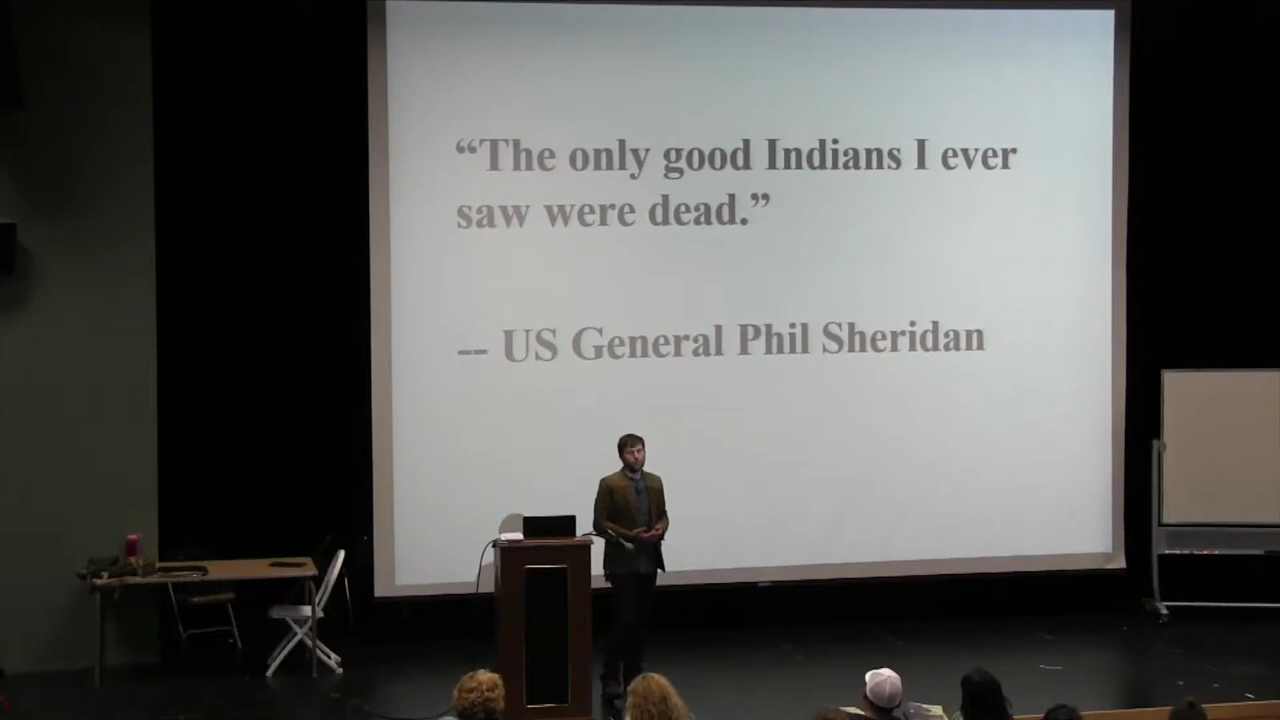 “The only good Indians I ever
saw were dead.”
-- US General Phil Sheridan